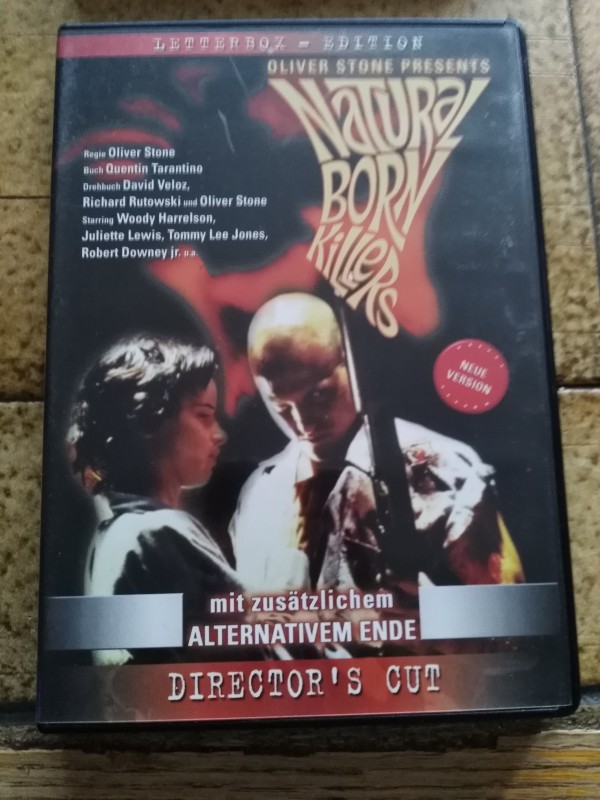 LETTERBOX - EDITION
OLIVER STONE PRESENTS
NATURAL
BORN
KILLERS
Regie Oliver Stone
Buch Quentin Tarantino
Drehbuch David Veloz,
Richard Rutowski und Oliver Stone
Starring Woody Harrelson,
Juliette Lewis, Tommy Lee Jones,
Robert Downey jr. u.a.
NEUE
VERSION
mit zusätzlichem
ALTERNATIVEM ENDE
DIRECTOR'S CUT